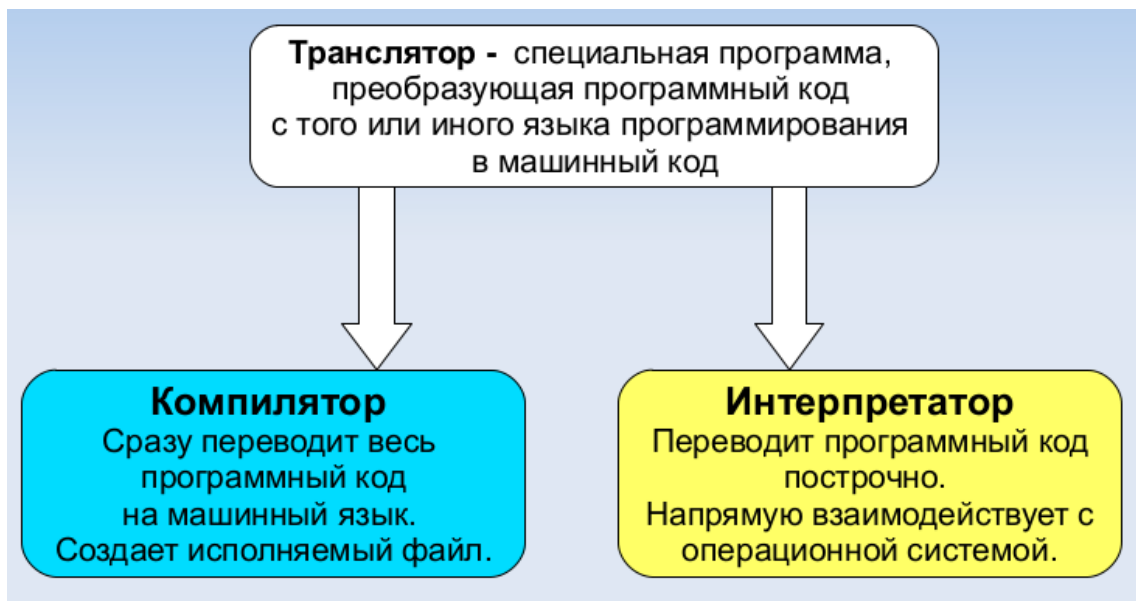 Транслятор - специальная программа,
преобразующая программный код
с того или иного языка программирования
в машинный код
Компилятор
Сразу переводит весь
программный код
на машинный язык.
Создает исполняемый файл.
Интерпретатор
Переводит программный код
построчно.
Напрямую взаимодействует с
операционной системой.